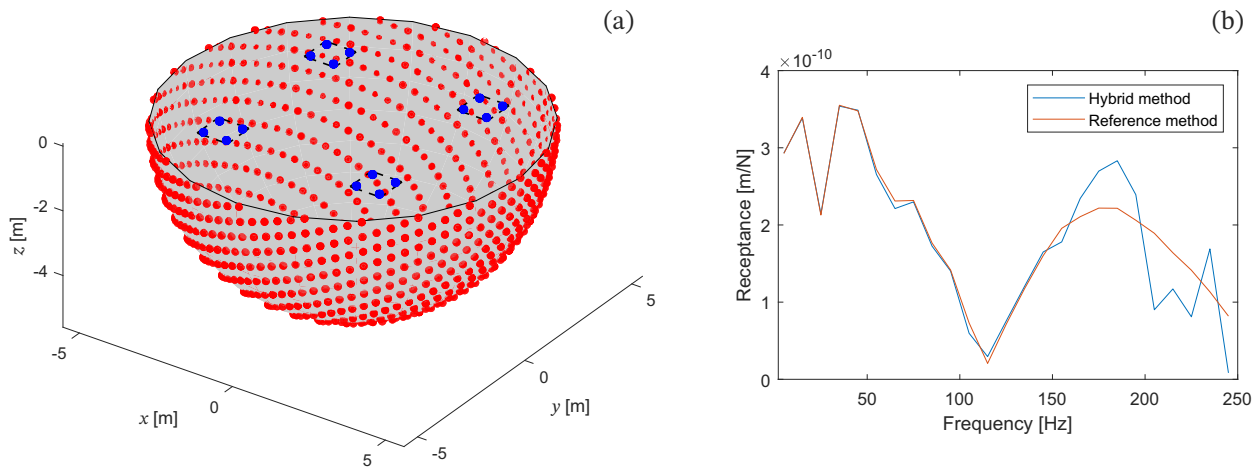 (a)
0
-2
-4
z [m]
-5
0
5
x [m]
-5
0
5
y [m]
(b)
× 10⁻¹⁰
4
3
2
1
0
Receptance [m/N]
50
100
150
200
250
Frequency [Hz]
Hybrid method
Reference method